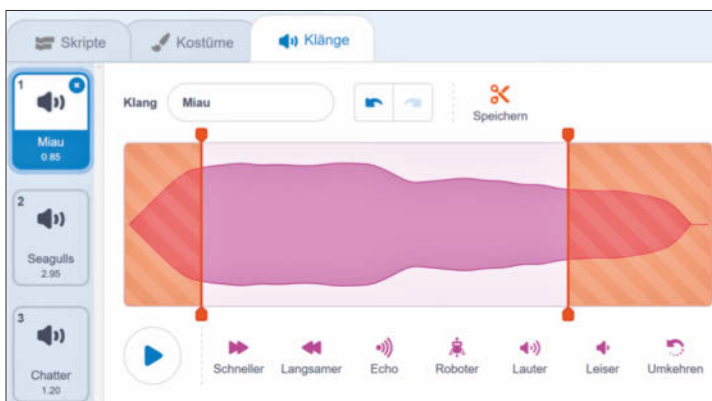 Skripte
Kostüme
Klänge
1
Miau
0.85
2
Seagulls
2.95
3
Chatter
1.20
Klang
Miau
Speichern
Schneller
Langsamer
Echo
Roboter
Lauter
Leiser
Umkehren